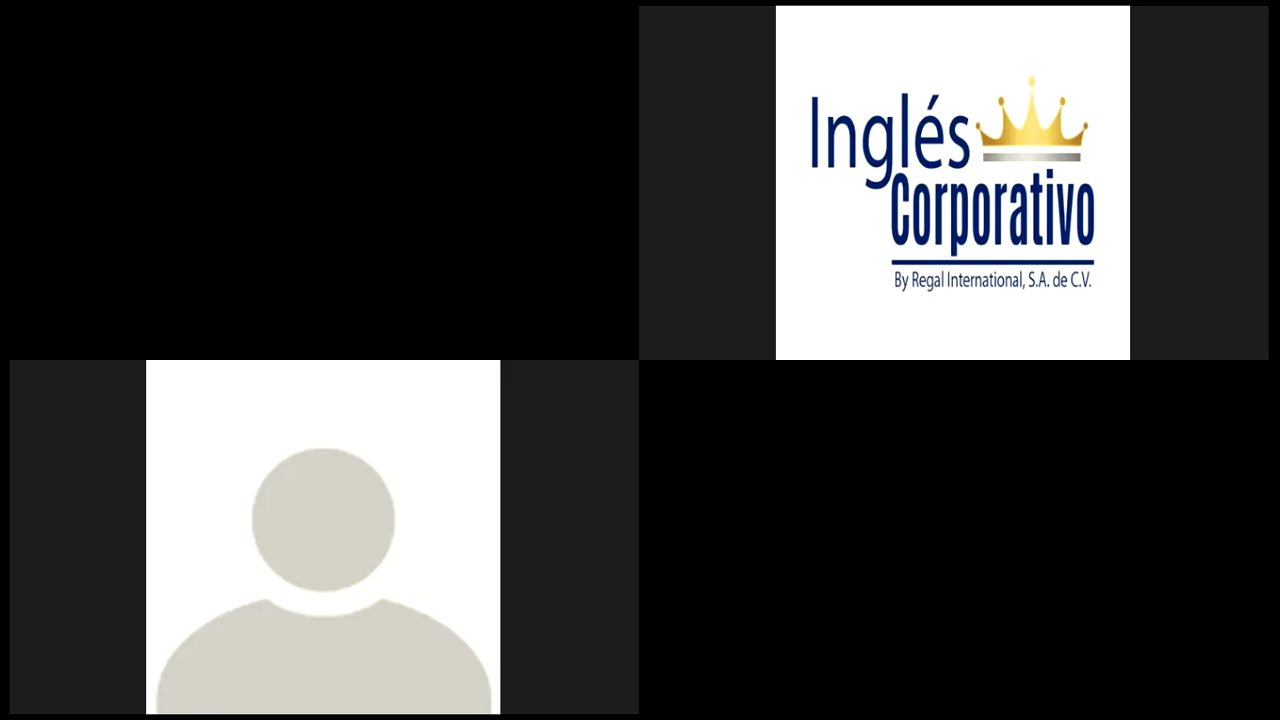 Inglés
Corporativo
By Regal International, S.A. de C.V.